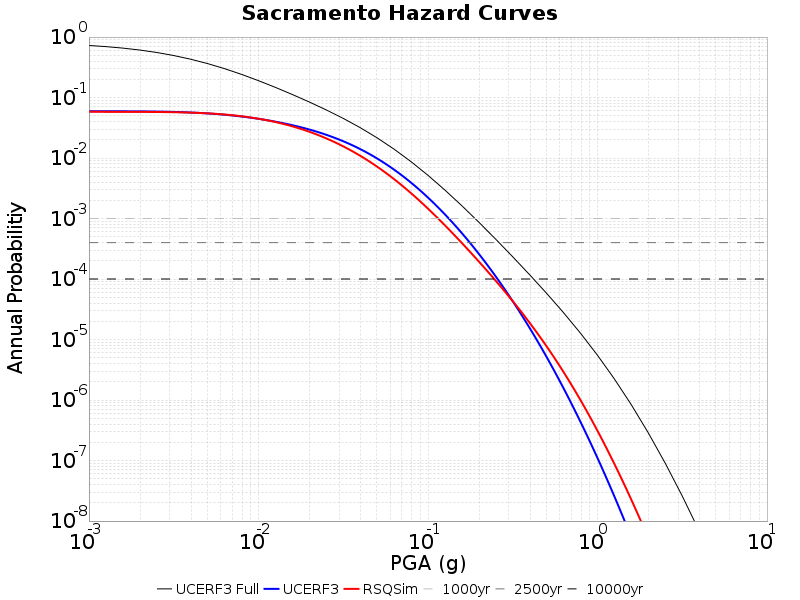 Sacramento Hazard Curves
10^0
10^-1
10^-2
10^-3
10^-4
10^-5
10^-6
10^-7
10^-8
Annual Probabilitiy
10^-3 10^-2 10^-1 10^0 10^1
PGA (g)
UCERF3 Full UCERF3 RSQSim 1000yr 2500yr 10000yr